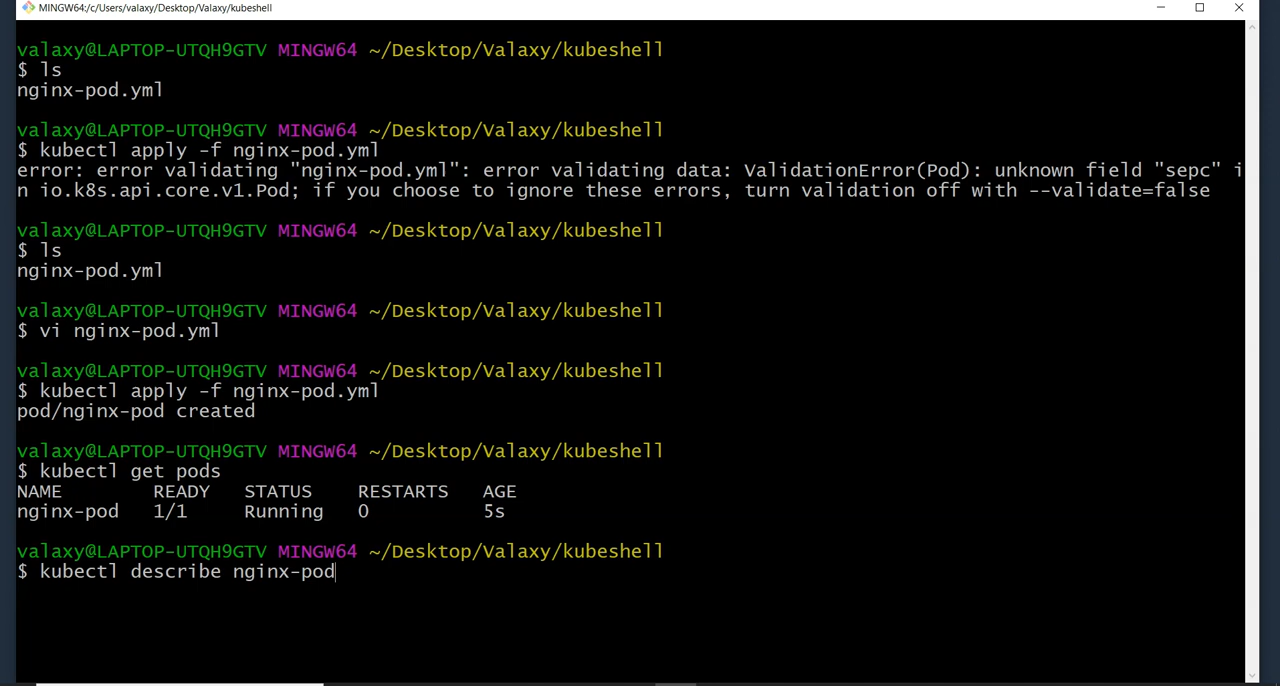 MINGW64:/c/Users/valaxy/Desktop/Valaxy/kubeshell
valaxy@LAPTOP-UTQH9GTV MINGW64 ~/Desktop/Valaxy/kubeshell
$ ls
nginx-pod.yml
valaxy@LAPTOP-UTQH9GTV MINGW64 ~/Desktop/Valaxy/kubeshell
$ kubectl apply -f nginx-pod.yml
error: error validating "nginx-pod.yml": error validating data: ValidationError(Pod): unknown field "sepc" i
n io.k8s.api.core.v1.Pod; if you choose to ignore these errors, turn validation off with --validate=false
valaxy@LAPTOP-UTQH9GTV MINGW64 ~/Desktop/Valaxy/kubeshell
$ ls
nginx-pod.yml
valaxy@LAPTOP-UTQH9GTV MINGW64 ~/Desktop/Valaxy/kubeshell
$ vi nginx-pod.yml
valaxy@LAPTOP-UTQH9GTV MINGW64 ~/Desktop/Valaxy/kubeshell
$ kubectl apply -f nginx-pod.yml
pod/nginx-pod created
valaxy@LAPTOP-UTQH9GTV MINGW64 ~/Desktop/Valaxy/kubeshell
$ kubectl get pods
NAME READY STATUS RESTARTS AGE
nginx-pod 1/1 Running 0 5s
valaxy@LAPTOP-UTQH9GTV MINGW64 ~/Desktop/Valaxy/kubeshell
$ kubectl describe nginx-pod